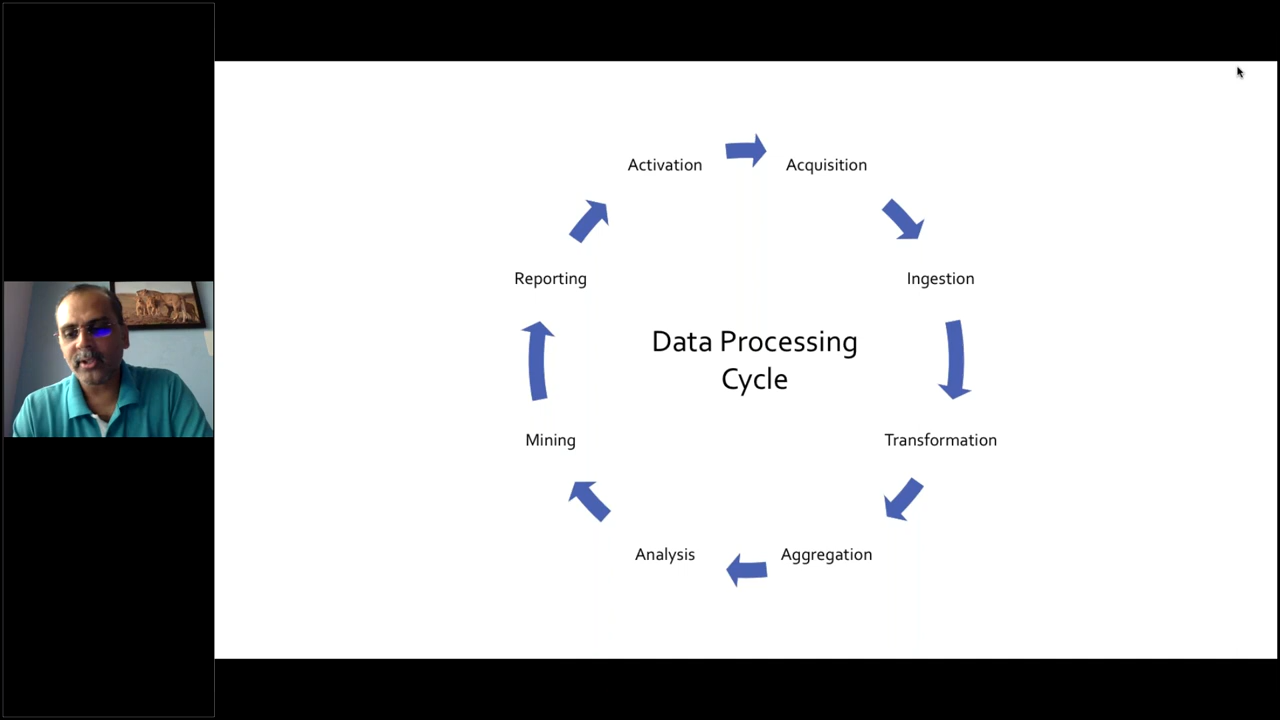 Activation
Acquisition
Reporting
Ingestion
Data Processing
Cycle
Mining
Transformation
Analysis
Aggregation